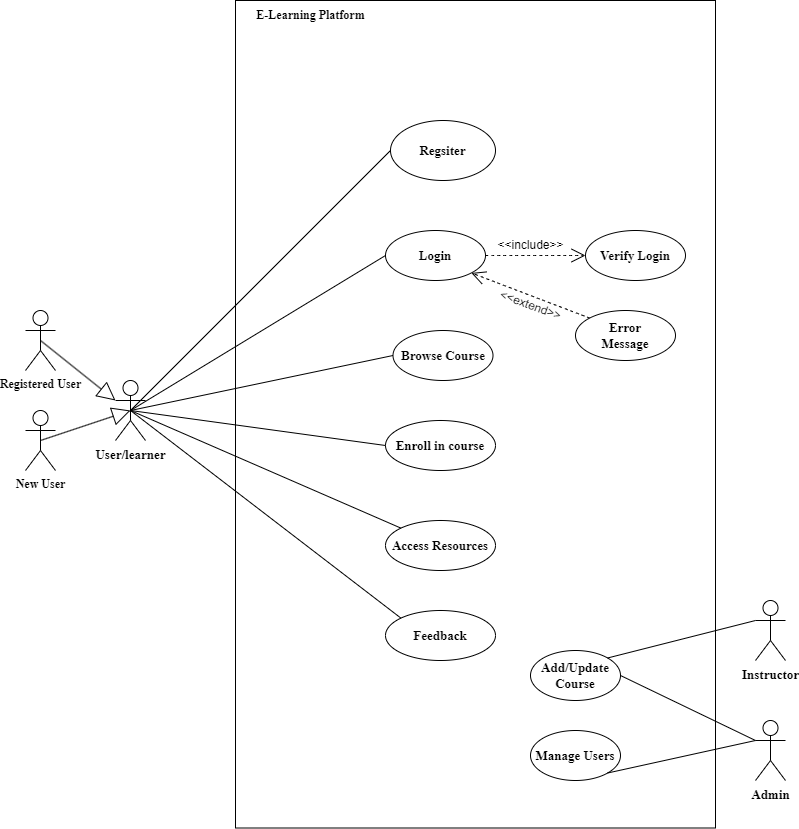 E-Learning Platform
Regsiter
<<include>>
Login
Verify Login
<<extend>>
Error
Message
Browse Course
Registered User
Enroll in course
User/learner
New User
Access Resources
Feedback
Add/Update
Course
Instructor
Manage Users
Admin